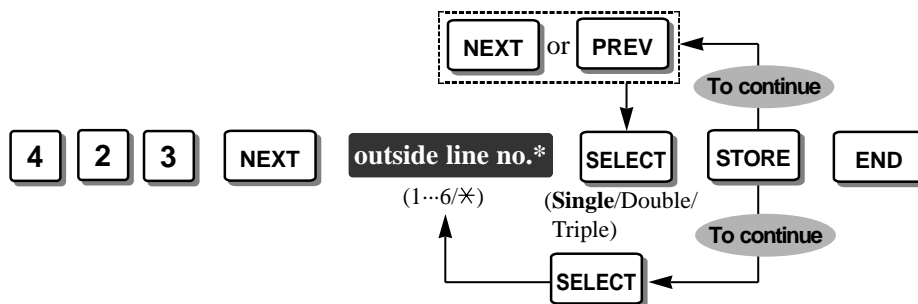 NEXT or PREV
To continue
4 2 3 NEXT outside line no.* SELECT STORE END
(1···6/✳) (Single/Double/
Triple)
To continue
SELECT